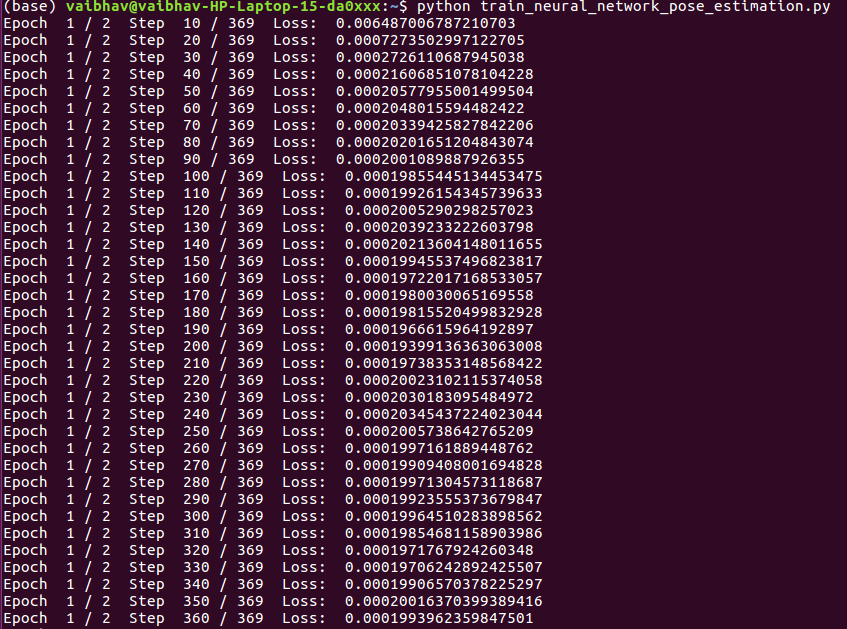 (base) vaibhav@vaibhav-HP-Laptop-15-da0xxx:~$ python train_neural_network_pose_estimation.py
Epoch 1 / 2 Step 10 / 369 Loss: 0.006487006787210703
Epoch 1 / 2 Step 20 / 369 Loss: 0.0007273502997122705
Epoch 1 / 2 Step 30 / 369 Loss: 0.0002726110687945038
Epoch 1 / 2 Step 40 / 369 Loss: 0.00021606851078104228
Epoch 1 / 2 Step 50 / 369 Loss: 0.00020577955001499504
Epoch 1 / 2 Step 60 / 369 Loss: 0.0002048015594482422
Epoch 1 / 2 Step 70 / 369 Loss: 0.00020339425827842206
Epoch 1 / 2 Step 80 / 369 Loss: 0.00020201651204843074
Epoch 1 / 2 Step 90 / 369 Loss: 0.0002001089887926355
Epoch 1 / 2 Step 100 / 369 Loss: 0.00019855445134453475
Epoch 1 / 2 Step 110 / 369 Loss: 0.00019926154345739633
Epoch 1 / 2 Step 120 / 369 Loss: 0.0002005290298257023
Epoch 1 / 2 Step 130 / 369 Loss: 0.0002039233222603798
Epoch 1 / 2 Step 140 / 369 Loss: 0.00020213604148011655
Epoch 1 / 2 Step 150 / 369 Loss: 0.00019945537496823817
Epoch 1 / 2 Step 160 / 369 Loss: 0.00019722017168533057
Epoch 1 / 2 Step 170 / 369 Loss: 0.0001980030065169558
Epoch 1 / 2 Step 180 / 369 Loss: 0.00019815520499832928
Epoch 1 / 2 Step 190 / 369 Loss: 0.0001966615964192897
Epoch 1 / 2 Step 200 / 369 Loss: 0.00019399136363063008
Epoch 1 / 2 Step 210 / 369 Loss: 0.00019738353148568422
Epoch 1 / 2 Step 220 / 369 Loss: 0.00020023102115374058
Epoch 1 / 2 Step 230 / 369 Loss: 0.0002030183095484972
Epoch 1 / 2 Step 240 / 369 Loss: 0.00020345437224023044
Epoch 1 / 2 Step 250 / 369 Loss: 0.0002005738642765209
Epoch 1 / 2 Step 260 / 369 Loss: 0.0001997161889448762
Epoch 1 / 2 Step 270 / 369 Loss: 0.00019909408001694828
Epoch 1 / 2 Step 280 / 369 Loss: 0.00019971304573118687
Epoch 1 / 2 Step 290 / 369 Loss: 0.00019923555373679847
Epoch 1 / 2 Step 300 / 369 Loss: 0.00019964510283898562
Epoch 1 / 2 Step 310 / 369 Loss: 0.00019854681158903986
Epoch 1 / 2 Step 320 / 369 Loss: 0.0001971767924260348
Epoch 1 / 2 Step 330 / 369 Loss: 0.00019706242892425507
Epoch 1 / 2 Step 340 / 369 Loss: 0.00019906570378225297
Epoch 1 / 2 Step 350 / 369 Loss: 0.00020016370399389416
Epoch 1 / 2 Step 360 / 369 Loss: 0.0001993962359847501